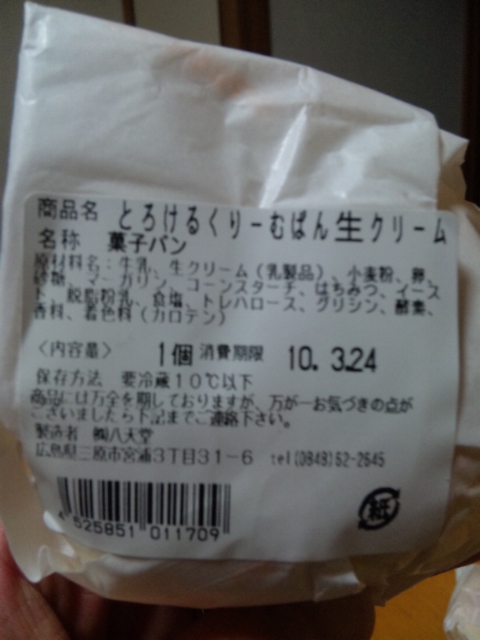 商品名 とろけるくりーむぱん生クリーム
名称 菓子パン
原材料名：牛乳、生クリーム（乳製品）、小麦粉、卵、
砂糖、マーガリン、コーンスターチ、はちみつ、イース
ト、脱脂粉乳、食塩、トレハロース、グリシン、酵素、
香料、着色料（カロテン）
〈内容量〉 1個 消費期限 10. 3.24
保存方法 要冷蔵10℃以下
商品には万全を期しておりますが、万が一お気づきの点が
ございましたら下記までご連絡下さい。
製造者 ㈱八天堂
広島県三原市宮浦3丁目31-6 tel(0848)62-2645
4 525851 011709
紙